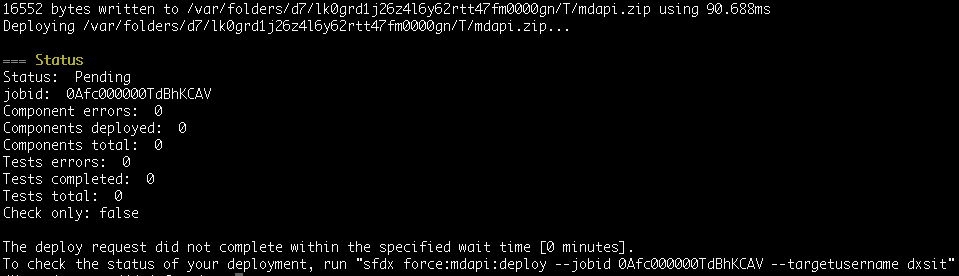 16552 bytes written to /var/folders/d7/lk0grd1j26z4l6y62rtt47fm0000gn/T/mdapi.zip using 90.688ms
Deploying /var/folders/d7/lk0grd1j26z4l6y62rtt47fm0000gn/T/mdapi.zip...
=== Status
Status:  Pending
jobid:  0Afc000000TdBhKCAV
Component errors:  0
Components deployed:  0
Components total:  0
Tests errors:  0
Tests completed:  0
Tests total:  0
Check only: false
The deploy request did not complete within the specified wait time [0 minutes].
To check the status of your deployment, run "sfdx force:mdapi:deploy --jobid 0Afc000000TdBhKCAV --targetusername dxsit"